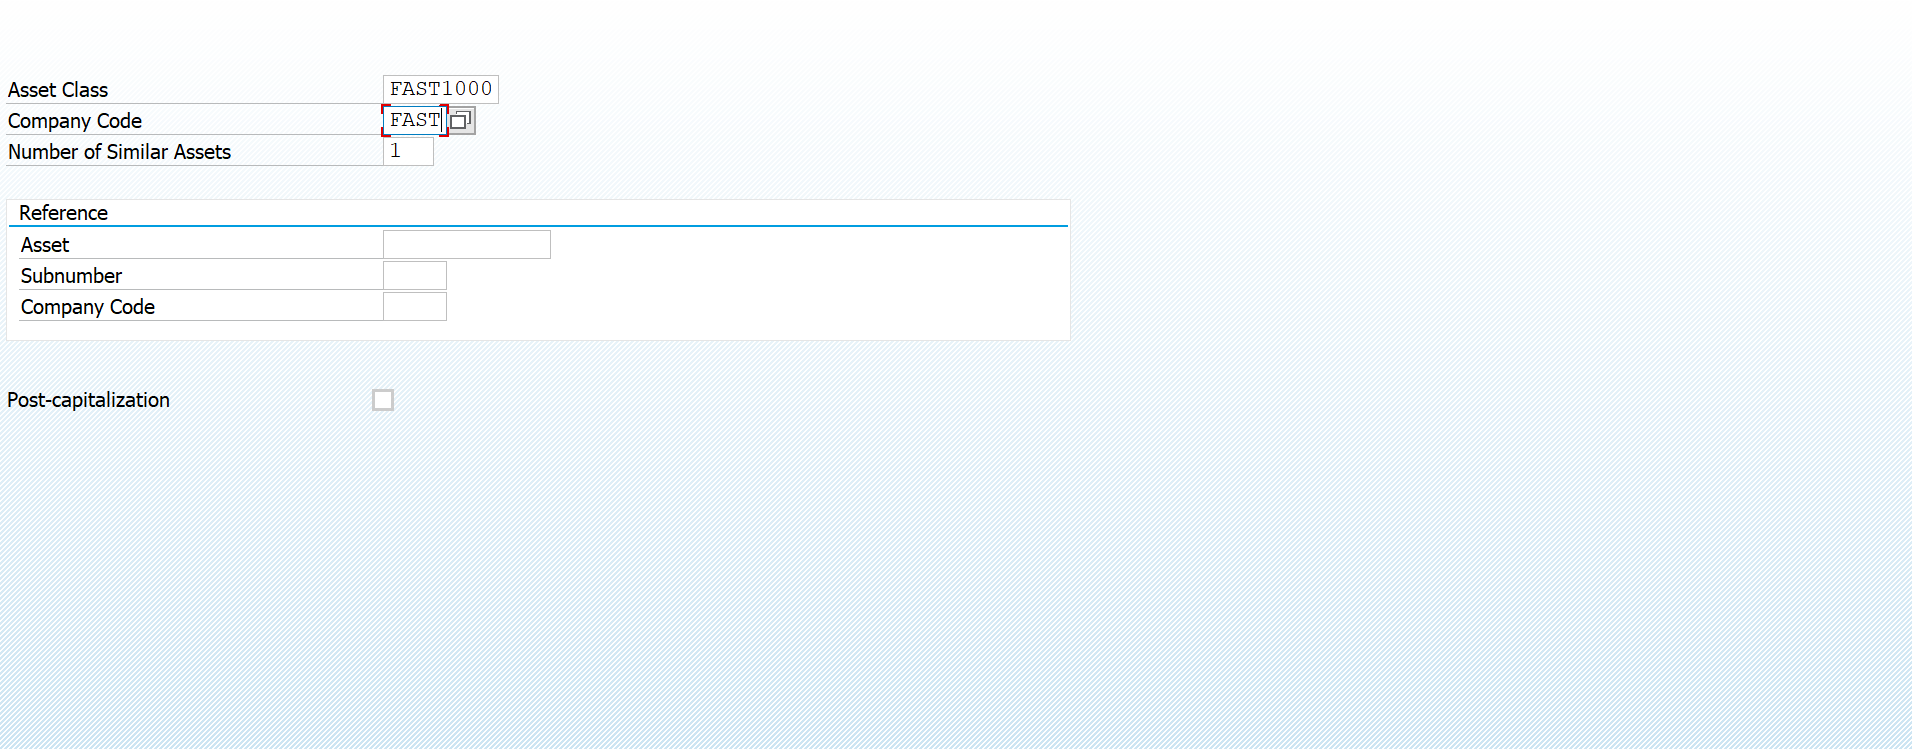 Asset Class FAST1000
Company Code FAST
Number of Similar Assets 1
Reference
Asset
Subnumber
Company Code
Post-capitalization